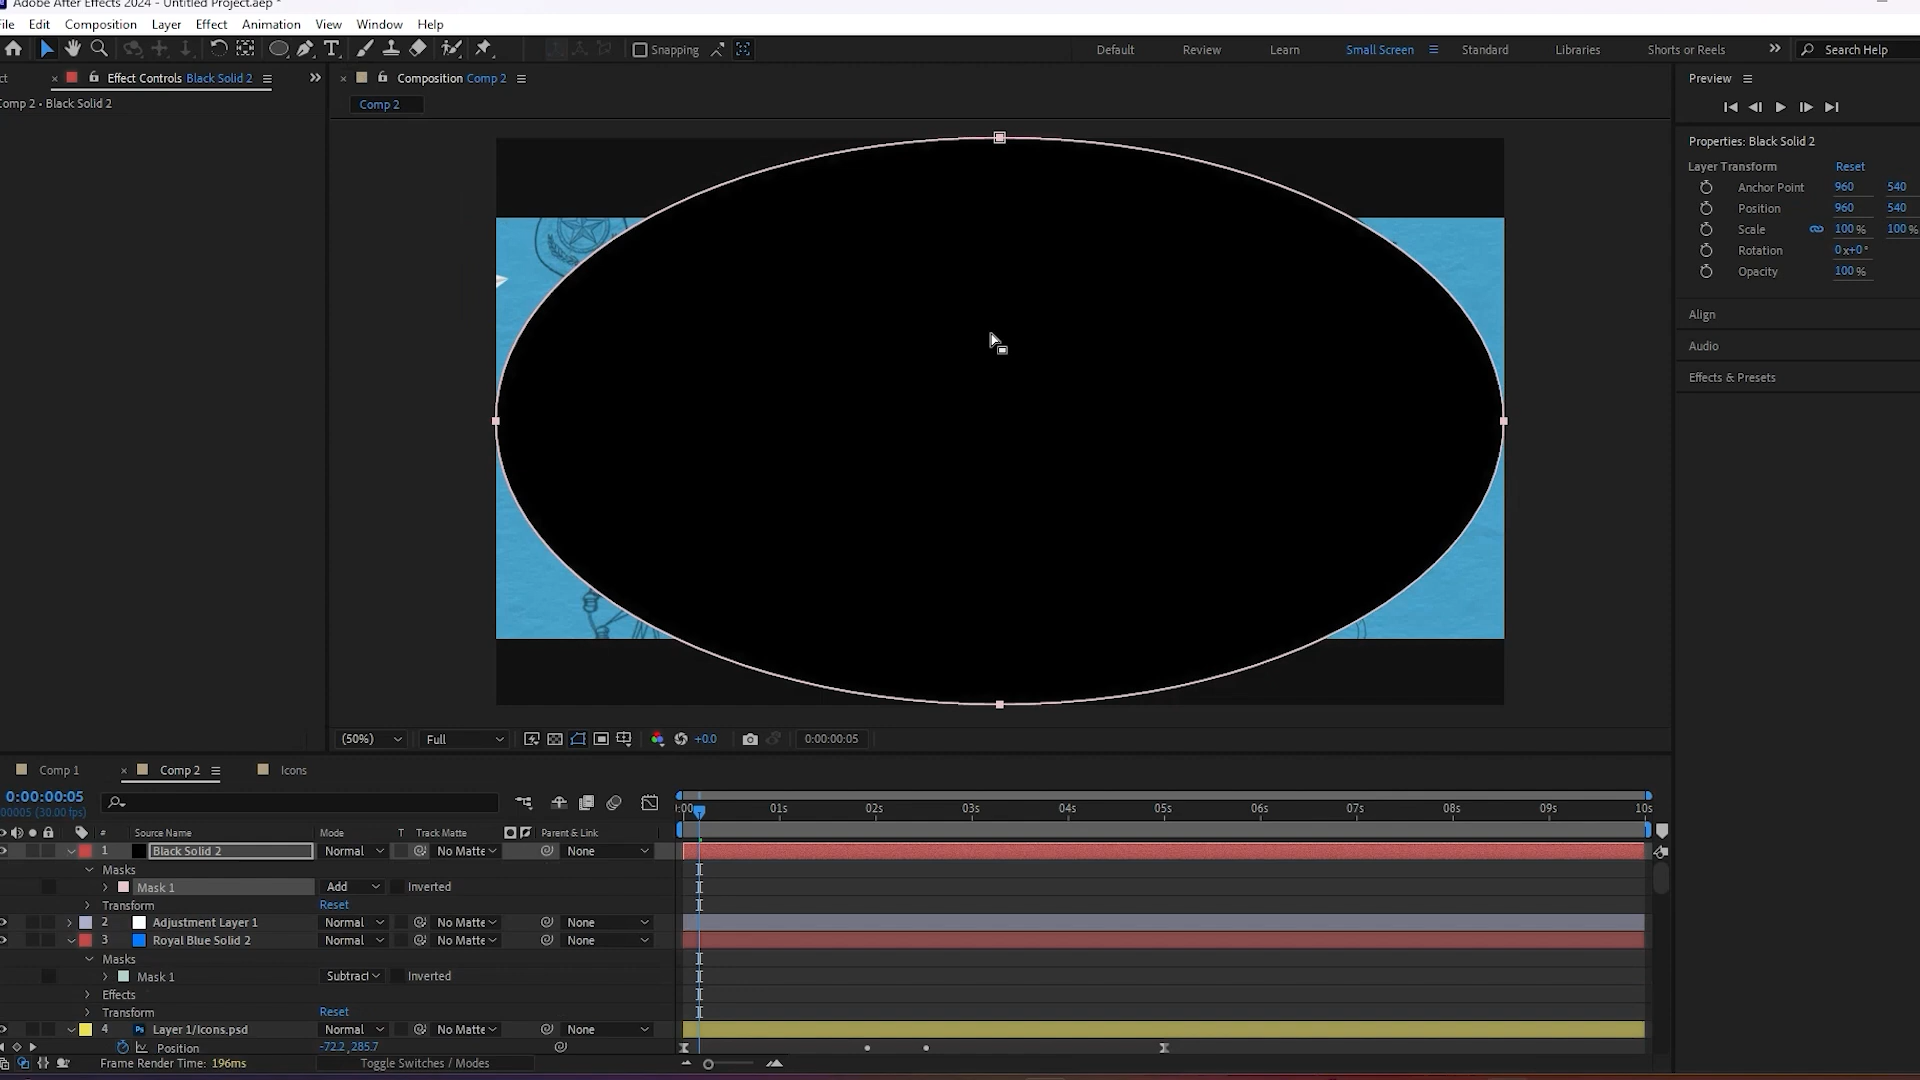 Adobe After Effects 2024 - Untitled Project.aep *
File Edit Composition Layer Effect Animation View Window Help
Snapping
Default Review Learn Small Screen Standard Libraries Shorts or Reels Search Help
Effect Controls Black Solid 2
Comp 2 • Black Solid 2
Composition Comp 2
Comp 2
Preview
Properties: Black Solid 2
Layer Transform Reset
Anchor Point 960 540
Position 960 540
Scale 100 % 100 %
Rotation 0 x+0 °
Opacity 100 %
Align
Audio
Effects & Presets
(50%) Full +0.0 0:00:00:05
Comp 1 Comp 2 Icons
0:00:00:05
00005 (30.00 fps)
:00 01s 02s 03s 04s 05s 06s 07s 08s 09s 10s
# Source Name Mode T Track Matte Parent & Link
1 Black Solid 2 Normal No Matte None
Masks
Mask 1 Add Inverted
Transform Reset
2 Adjustment Layer 1 Normal No Matte None
3 Royal Blue Solid 2 Normal No Matte None
Masks
Mask 1 Subtract Inverted
Effects
Transform Reset
4 Ps Layer 1/Icons.psd Normal No Matte None
Position -72.2,285.7
Frame Render Time: 196ms Toggle Switches / Modes